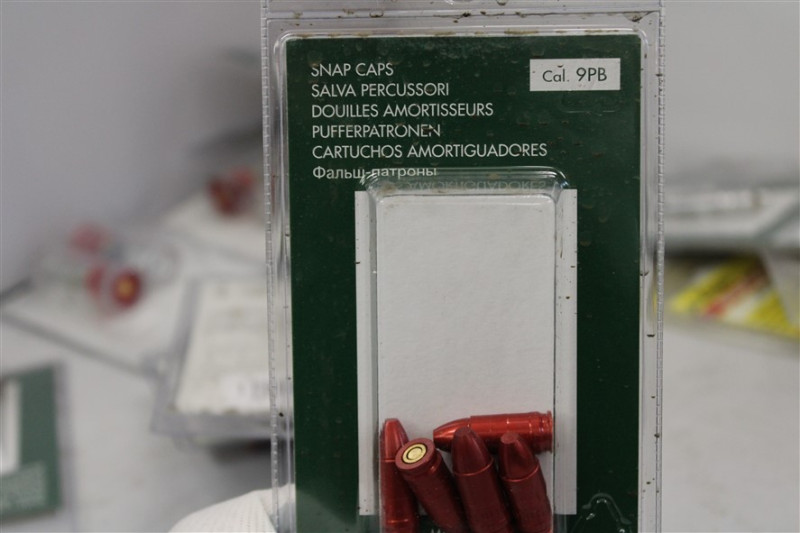 SNAP CAPS
Cal. 9PB
SALVA PERCUSSORI
DOUILLES AMORTISSEURS
PUFFERPATRONEN
CARTUCHOS AMORTIGUADORES
Фальш-патроны